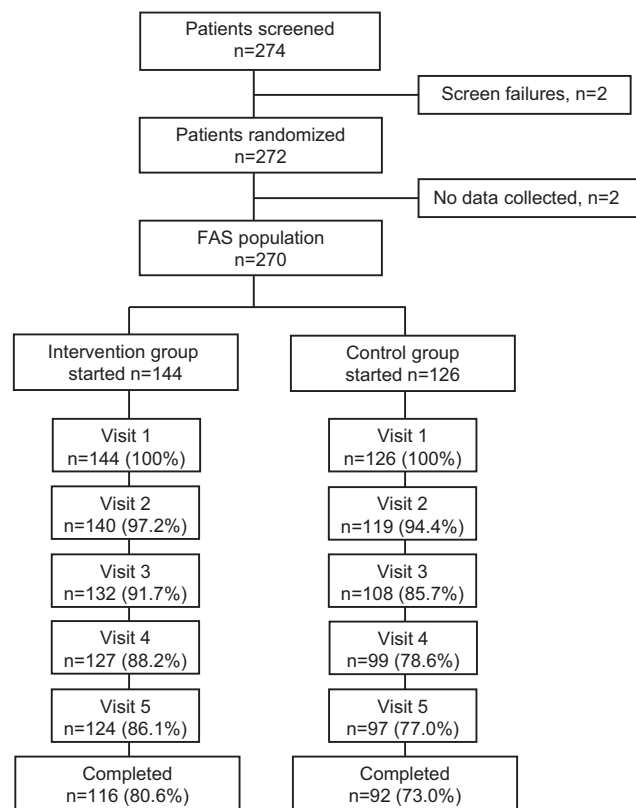 Patients screened
n=274
Screen failures, n=2
Patients randomized
n=272
No data collected, n=2
FAS population
n=270
Intervention group
started n=144
Visit 1
n=144 (100%)
Visit 2
n=140 (97.2%)
Visit 3
n=132 (91.7%)
Visit 4
n=127 (88.2%)
Visit 5
n=124 (86.1%)
Completed
n=116 (80.6%)
Control group
started n=126
Visit 1
n=126 (100%)
Visit 2
n=119 (94.4%)
Visit 3
n=108 (85.7%)
Visit 4
n=99 (78.6%)
Visit 5
n=97 (77.0%)
Completed
n=92 (73.0%)